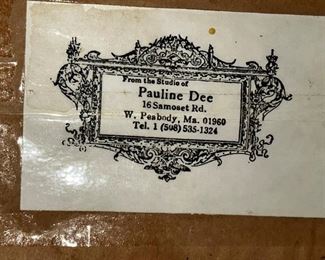 From the Studio of
Pauline Dee
16 Samoset Rd.
W. Peabody, Ma. 01960
Tel. 1 (508) 535-1324